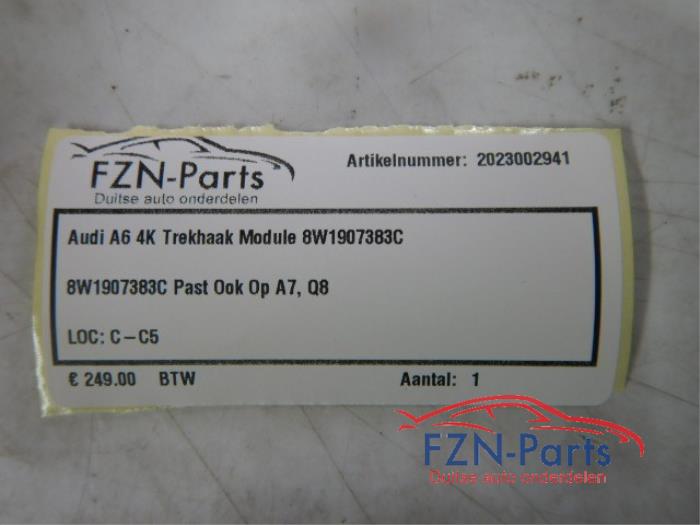 FZN-Parts
Duitse auto onderdelen
Artikelnummer: 2023002941
Audi A6 4K Trekhaak Module 8W1907383C
8W1907383C Past Ook Op A7, Q8
LOC: C-C5
€ 249.00 BTW Aantal: 1
FZN-Parts
Duitse auto onderdelen